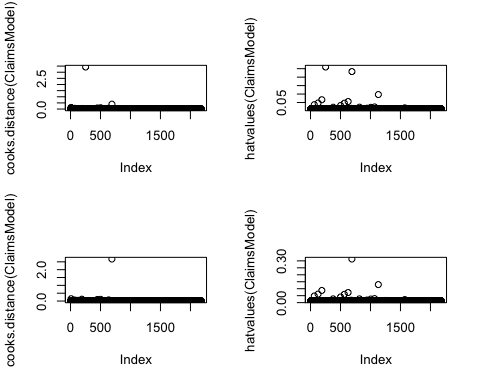 cooks.distance(ClaimsModel)
0.0 2.5
0 500 1500
Index
hatvalues(ClaimsModel)
0.05
0 500 1500
Index
cooks.distance(ClaimsModel)
0.0 2.0
0 500 1500
Index
hatvalues(ClaimsModel)
0.00 0.30
0 500 1500
Index